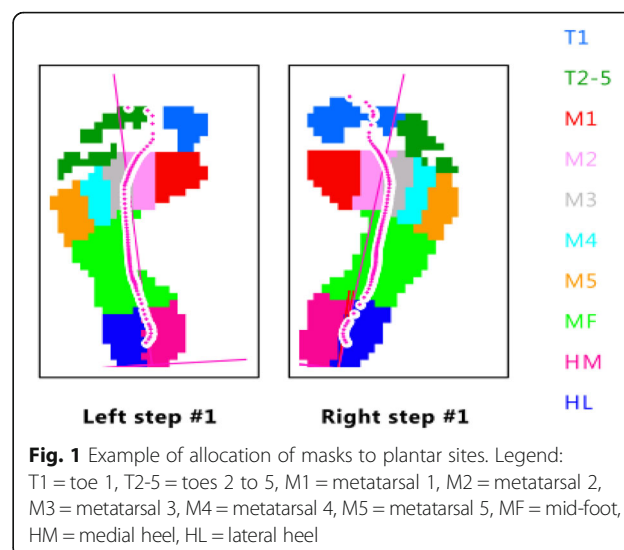 T1
T2-5
M1
M2
M3
M4
M5
MF
HM
HL
Left step #1 Right step #1
Fig. 1 Example of allocation of masks to plantar sites. Legend:
T1 = toe 1, T2-5 = toes 2 to 5, M1 = metatarsal 1, M2 = metatarsal 2,
M3 = metatarsal 3, M4 = metatarsal 4, M5 = metatarsal 5, MF = mid-foot,
HM = medial heel, HL = lateral heel